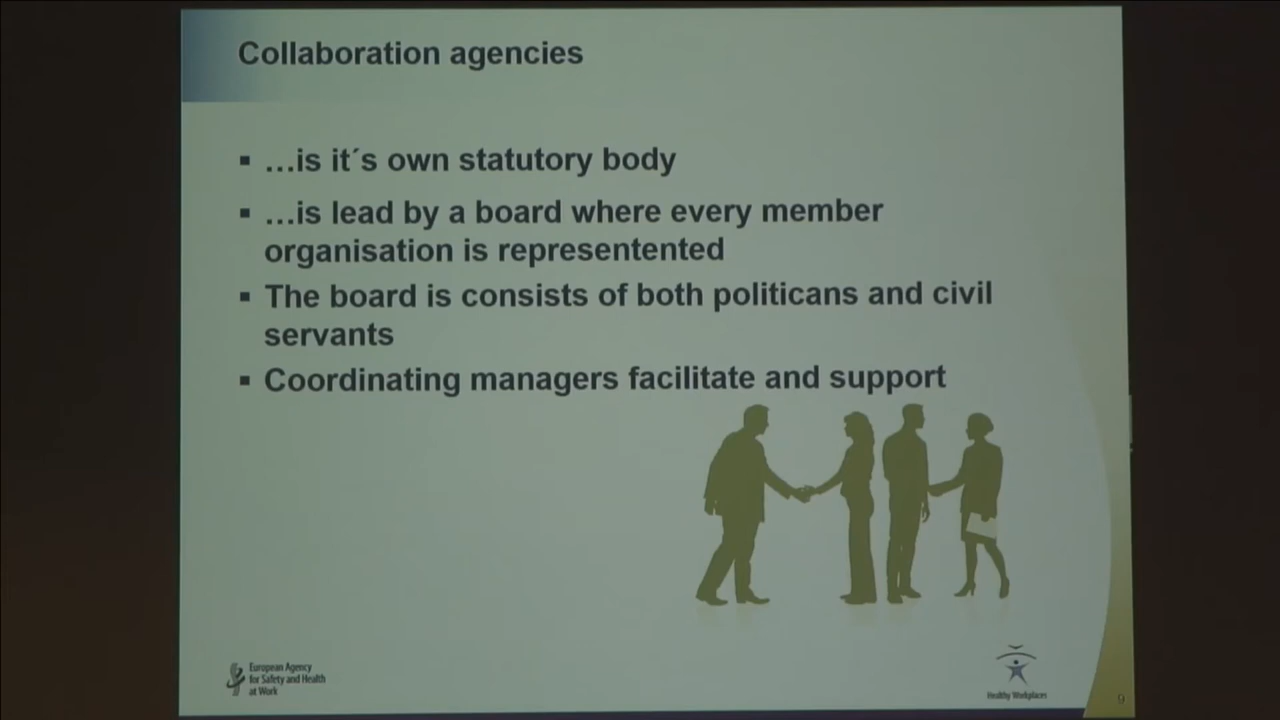 Collaboration agencies
▪ …is it´s own statutory body
▪ …is lead by a board where every member
organisation is representented
▪ The board is consists of both politicans and civil
servants
▪ Coordinating managers facilitate and support
European Agency
for Safety and Health
at Work
Healthy Workplaces
9